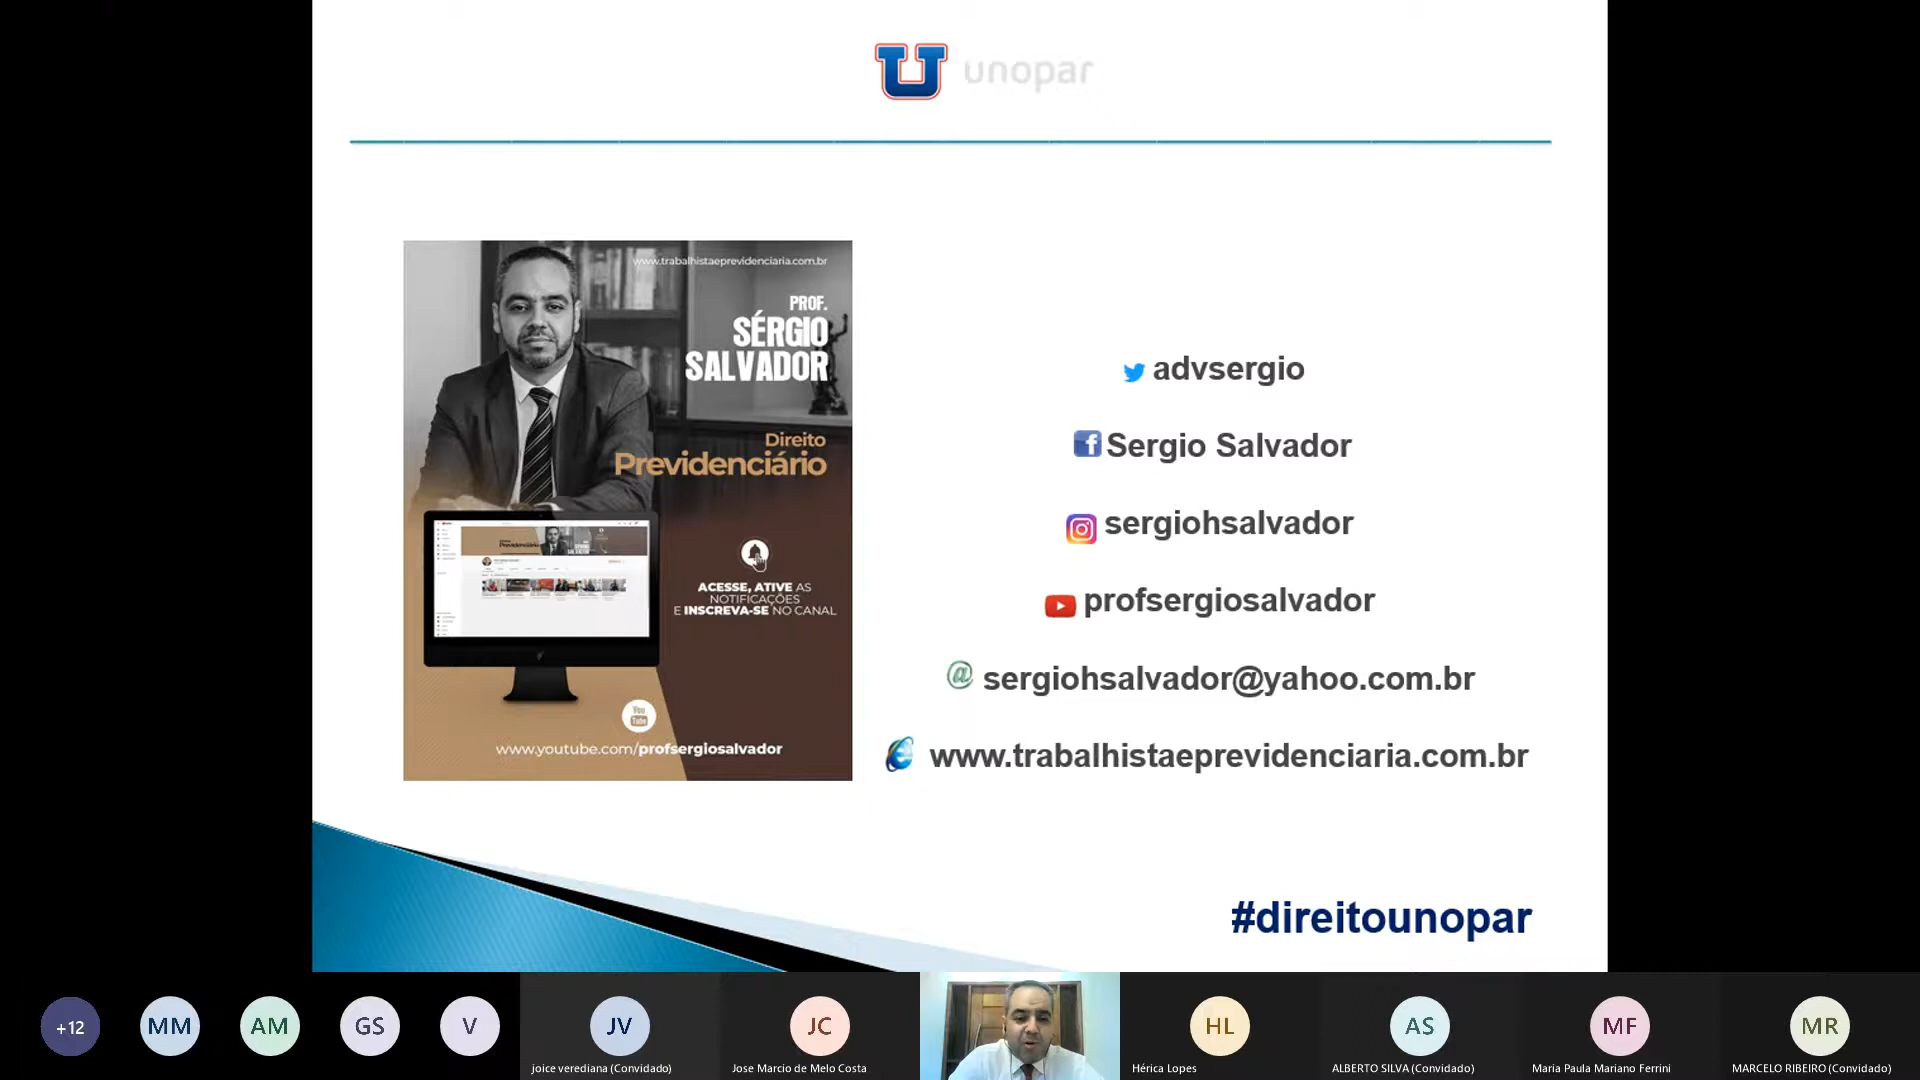 unopar
www.trabalhistaeprevidenciaria.com.br
PROF.
SÉRGIO
SALVADOR
Direito
Previdenciário
ACESSE, ATIVE AS
NOTIFICAÇÕES
E INSCREVA-SE NO CANAL
You
Tube
www.youtube.com/profsergiosalvador
advsergio
Sergio Salvador
sergiohsalvador
profsergiosalvador
@ sergiohsalvador@yahoo.com.br
www.trabalhistaeprevidenciaria.com.br
#direitounopar
+12
MM
AM
GS
V
JV
joice verediana (Convidado)
JC
Jose Marcio de Melo Costa
HL
Hérica Lopes
AS
ALBERTO SILVA (Convidado)
MF
Maria Paula Mariano Ferrini
MR
MARCELO RIBEIRO (Convidado)